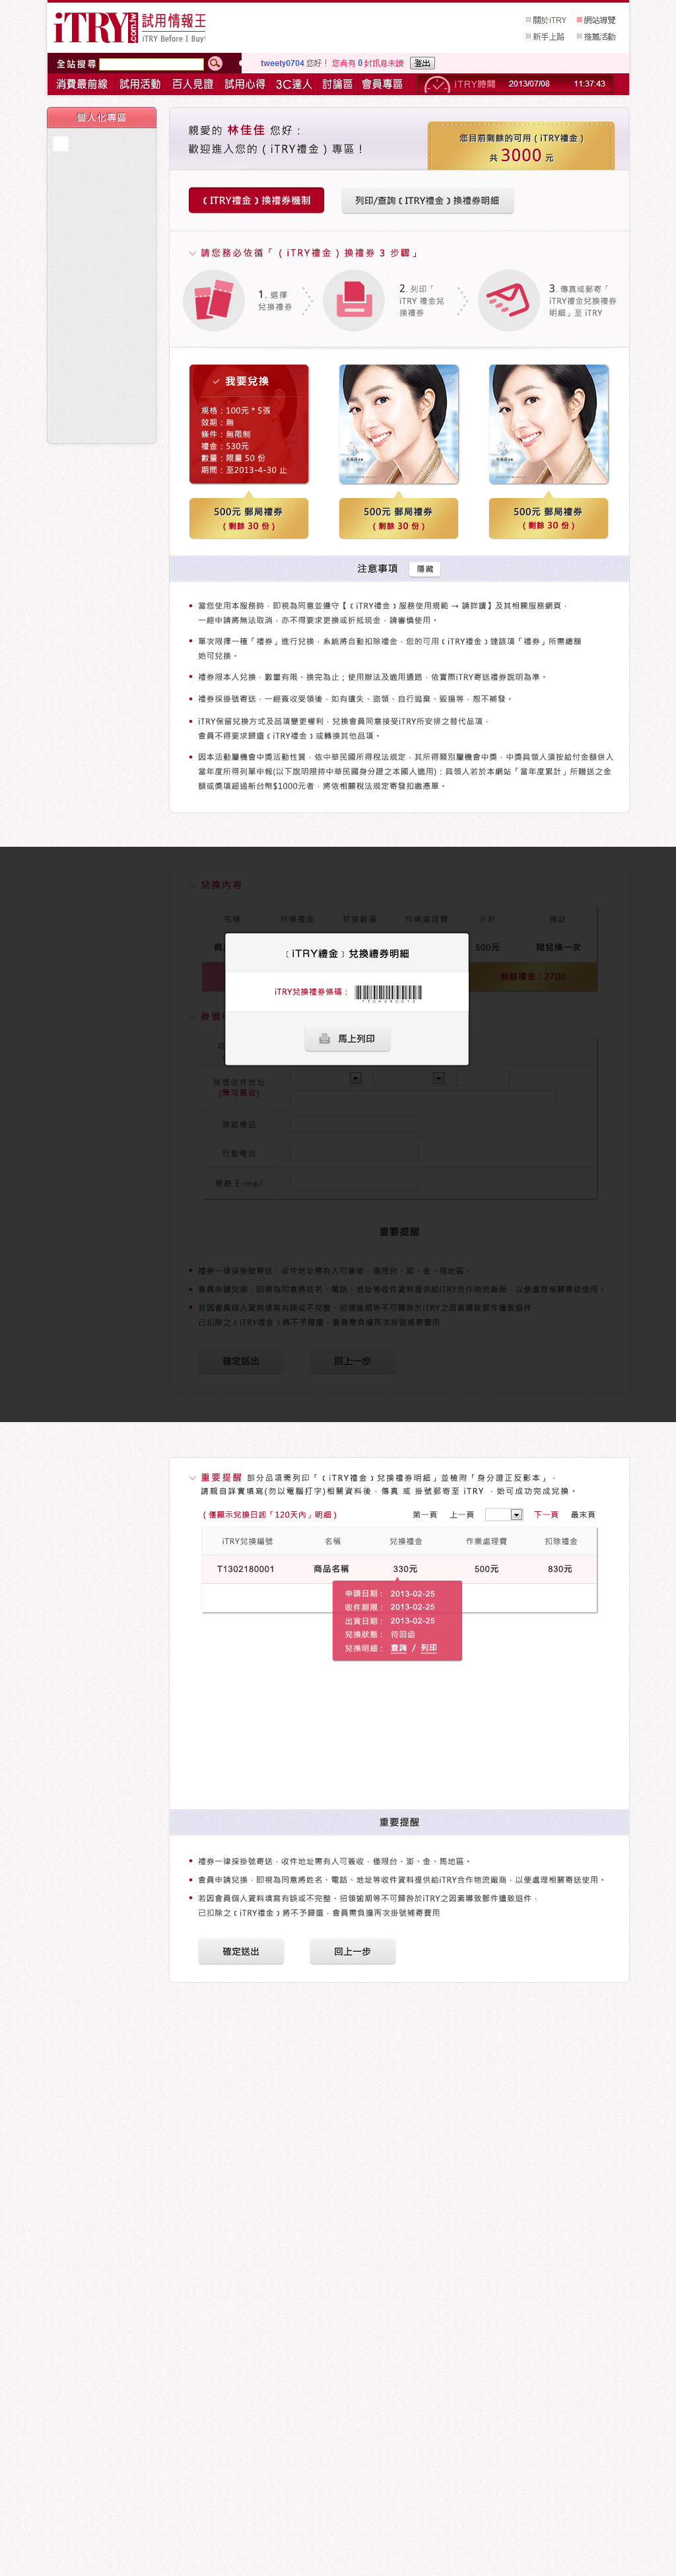 iTRY.com.tw 試用情報王
iTRY Before I Buy!
關於iTRY 網站導覽
新手上路 推薦活動
全站搜尋
tweety0704 您好！ 您尚有 0 封訊息未讀 登出
消費最前線 試用活動 百人見證 試用心得 3C達人 討論區 會員專區
iTRY時間 2013/07/08 11:37:43
個人化專區
親愛的 林佳佳 您好：
歡迎進入您的（iTRY禮金）專區！
您目前剩餘的可用（iTRY禮金）
共 3000 元
﹝ITRY禮金﹞換禮券機制
列印/查詢﹝ITRY禮金﹞換禮券明細
請您務必依循「（iTRY禮金）換禮券 3 步驟」
1. 選擇
兌換禮券
2. 列印「
iTRY 禮金兌
換禮券
3. 傳真或郵寄「
iTRY禮金兌換禮券
明細」至 iTRY
我要兌換
規格：100元 * 5張
效期：無
條件：無限制
禮金：530元
數量：限量 50 份
期間：至2013-4-30 止
500元 郵局禮券
（剩餘 30 份）
500元 郵局禮券
（剩餘 30 份）
500元 郵局禮券
（剩餘 30 份）
注意事項 隱藏
當您使用本服務時，即視為同意並遵守【﹝iTRY禮金﹞服務使用規範 → 請詳讀】及其相關服務網頁，
一經申請將無法取消，亦不得要求更換或折抵現金，請審慎使用。
單次限擇一種「禮券」進行兌換，系統將自動扣除禮金，您的可用﹝iTRY禮金﹞達該項「禮券」所需總額
始可兌換。
禮券限本人兌換，數量有限、換完為止；使用辦法及適用通路，依實際iTRY寄送禮券說明為準。
禮券採掛號寄送，一經簽收受領後，如有遺失、盜領、自行拋棄、毀損等，恕不補發。
iTRY保留兌換方式及品項變更權利，兌換會員同意接受iTRY所安排之替代品項，
會員不得要求歸還﹝iTRY禮金﹞或轉換其他品項。
因本活動屬機會中獎活動性質，依中華民國所得稅法規定，其所得類別屬機會中獎，中獎具領人須按給付金額併入
當年度所得列單申報(以下說明限持中華民國身分證之本國人適用)：具領人若於本網站「當年度累計」所贈送之金
額或獎項超過新台幣$1000元者，將依相關稅法規定寄發扣繳憑單。
兌換內容
名稱 兌換禮金 兌換數量 作業處理費 小計 備註
500元 限兌換一次
剩餘禮金：2700
﹝iTRY禮金﹞兌換禮券明細
iTRY兌換禮券條碼：
馬上列印
掛號收件地址
(需可簽收)
聯絡電話
行動電話
聯絡 E-mail
重要提醒
禮券一律採掛號寄送，收件地址需有人可簽收，僅限台、澎、金、馬地區。
會員申請兌換，即視為同意將姓名、電話、地址等收件資料提供給iTRY合作物流廠商，以便處理相關寄送使用。
若因會員個人資料填寫有誤或不完整、招領逾期等不可歸咎於iTRY之因素導致郵件遭致退件，
已扣除之﹝iTRY禮金﹞將不予歸還，會員需負擔再次掛號補寄費用
確定送出 回上一步
重要提醒 部分品項需列印「﹝iTRY禮金﹞兌換禮券明細」並檢附「身分證正反影本」，
請親自詳實填寫(勿以電腦打字)相關資料後，傳真 或 掛號郵寄至 iTRY ，始可成功完成兌換。
（僅顯示兌換日起「120天內」明細） 第一頁 上一頁 下一頁 最末頁
iTRY兌換編號 名稱 兌換禮金 作業處理費 扣除禮金
T1302180001 商品名稱 330元 500元 830元
申請日期： 2013-02-25
收件期限： 2013-02-25
出貨日期： 2013-02-25
兌換狀態： 待回函
兌換明細： 查詢 / 列印
重要提醒
禮券一律採掛號寄送，收件地址需有人可簽收，僅限台、澎、金、馬地區。
會員申請兌換，即視為同意將姓名、電話、地址等收件資料提供給iTRY合作物流廠商，以便處理相關寄送使用。
若因會員個人資料填寫有誤或不完整、招領逾期等不可歸咎於iTRY之因素導致郵件遭致退件，
已扣除之﹝iTRY禮金﹞將不予歸還，會員需負擔再次掛號補寄費用
確定送出 回上一步